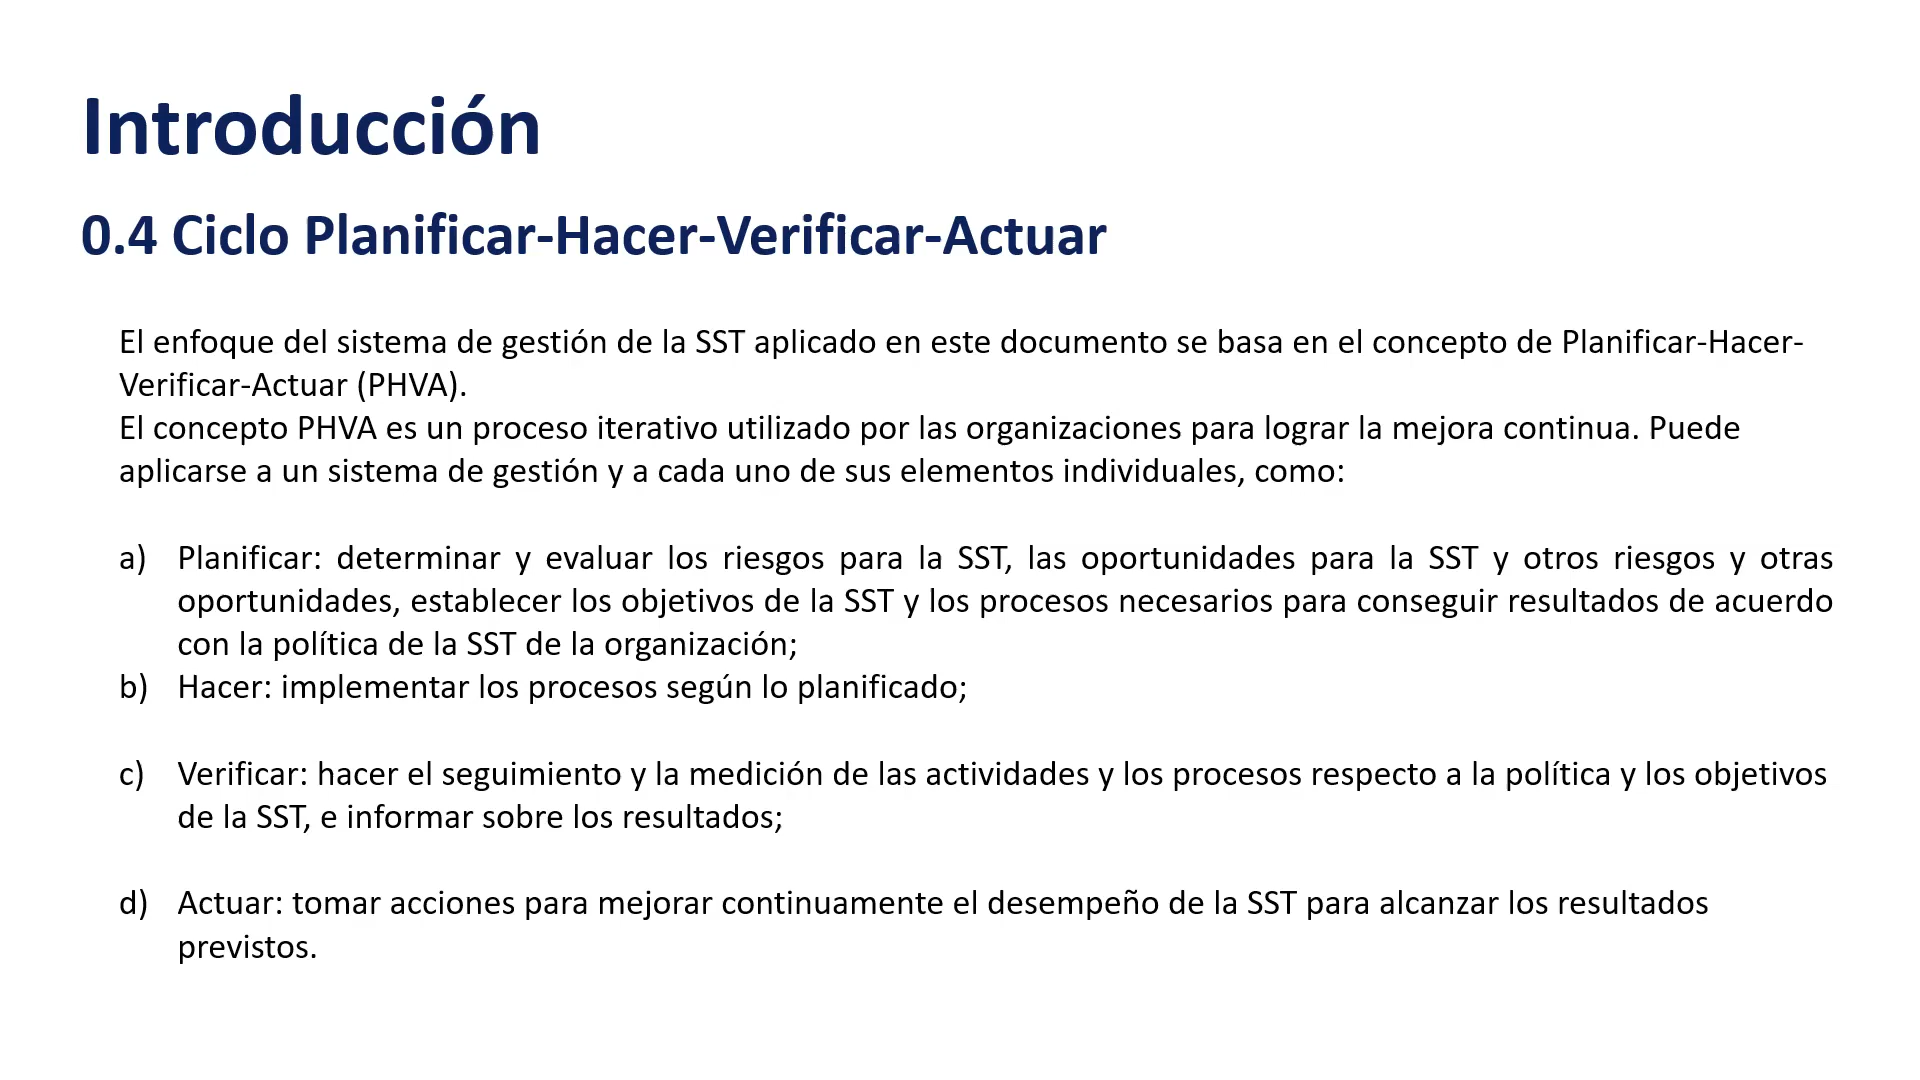 Introducción
0.4 Ciclo Planificar-Hacer-Verificar-Actuar
El enfoque del sistema de gestión de la SST aplicado en este documento se basa en el concepto de Planificar-Hacer-
Verificar-Actuar (PHVA).
El concepto PHVA es un proceso iterativo utilizado por las organizaciones para lograr la mejora continua. Puede
aplicarse a un sistema de gestión y a cada uno de sus elementos individuales, como:
a) Planificar: determinar y evaluar los riesgos para la SST, las oportunidades para la SST y otros riesgos y otras
oportunidades, establecer los objetivos de la SST y los procesos necesarios para conseguir resultados de acuerdo
con la política de la SST de la organización;
b) Hacer: implementar los procesos según lo planificado;
c) Verificar: hacer el seguimiento y la medición de las actividades y los procesos respecto a la política y los objetivos
de la SST, e informar sobre los resultados;
d) Actuar: tomar acciones para mejorar continuamente el desempeño de la SST para alcanzar los resultados
previstos.